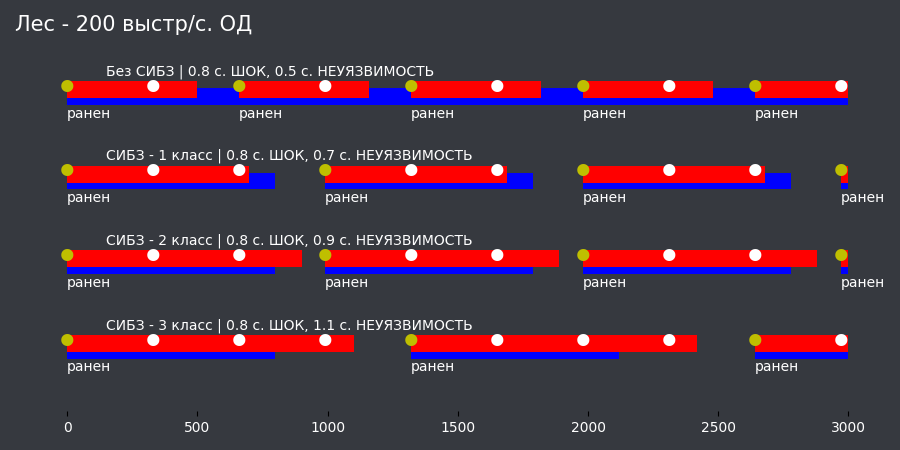 Лес - 200 выстр/с. ОД
Без СИБЗ | 0.8 с. ШОК, 0.5 с. НЕУЯЗВИМОСТЬ
ранен ранен ранен ранен ранен
СИБЗ - 1 класс | 0.8 с. ШОК, 0.7 с. НЕУЯЗВИМОСТЬ
ранен ранен ранен ранен
СИБЗ - 2 класс | 0.8 с. ШОК, 0.9 с. НЕУЯЗВИМОСТЬ
ранен ранен ранен ранен
СИБЗ - 3 класс | 0.8 с. ШОК, 1.1 с. НЕУЯЗВИМОСТЬ
ранен ранен ранен
0 500 1000 1500 2000 2500 3000